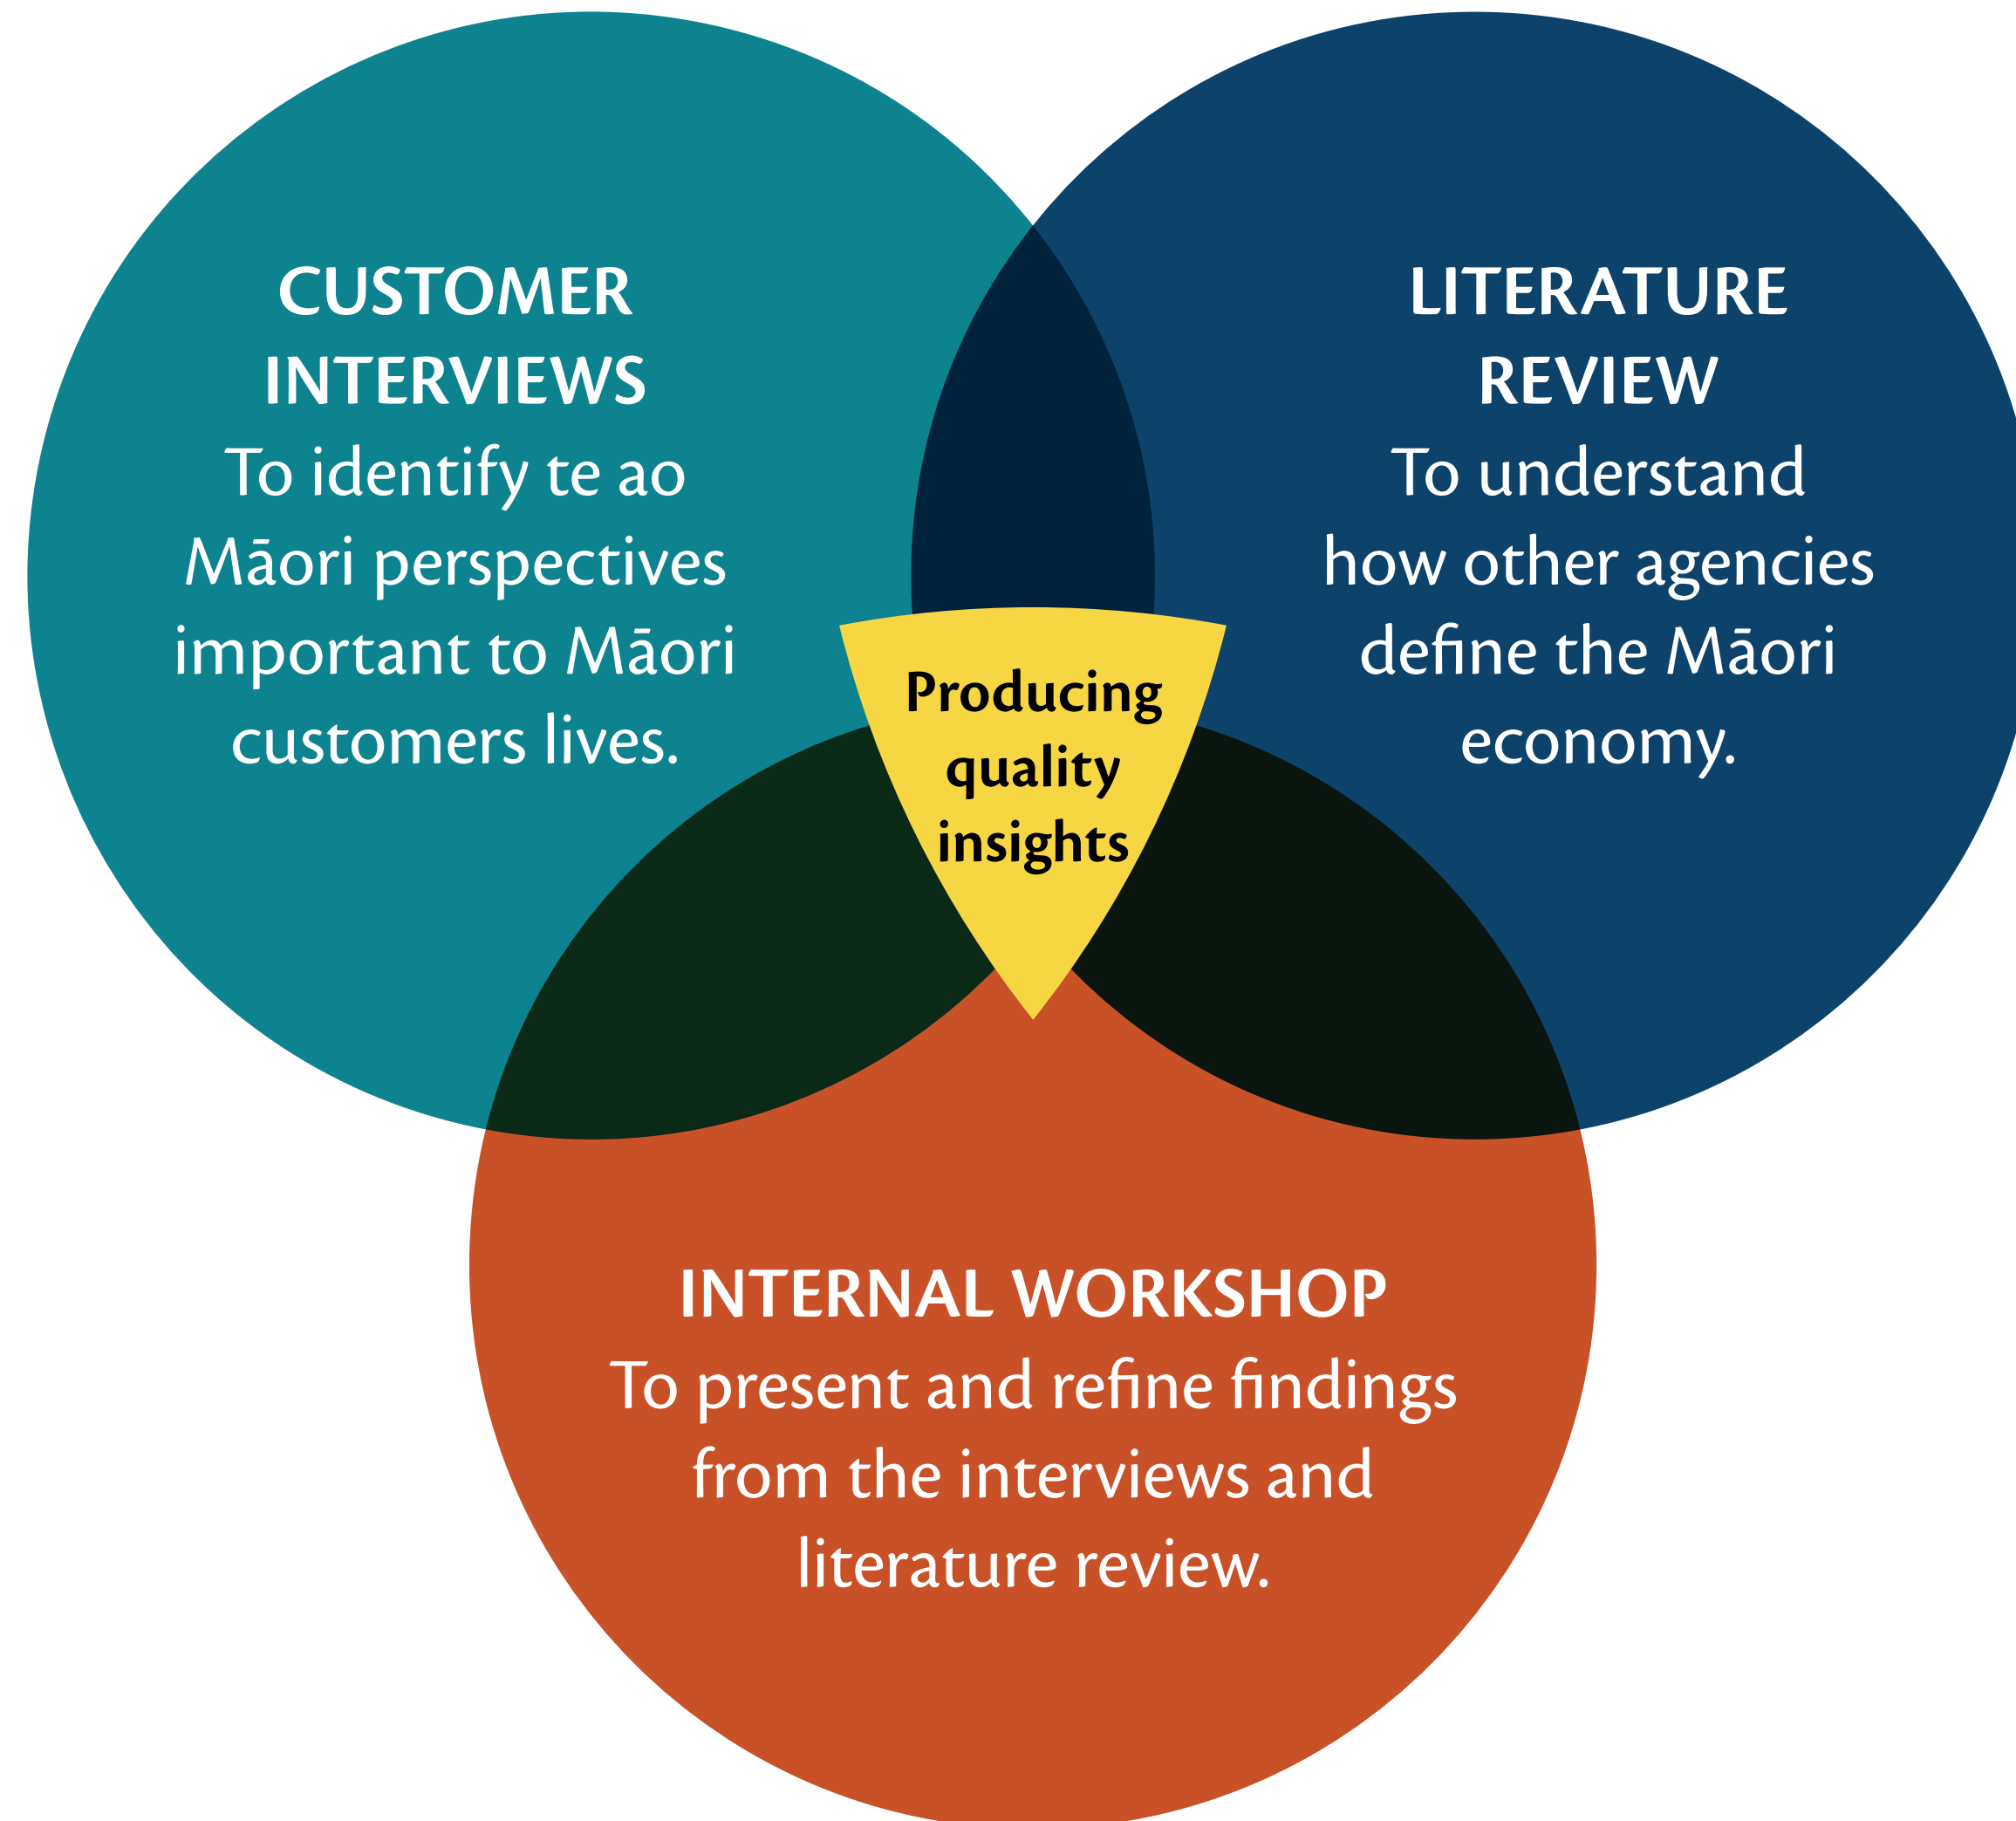 CUSTOMER
INTERVIEWS
To identify te ao
Māori perspectives
important to Māori
customers lives.
LITERATURE
REVIEW
To understand
how other agencies
define the Māori
economy.
Producing
quality
insights
INTERNAL WORKSHOP
To present and refine findings
from the interviews and
literature review.